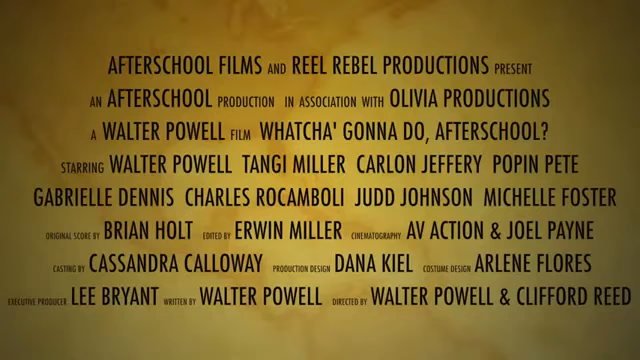 AFTERSCHOOL FILMS AND REEL REBEL PRODUCTIONS PRESENT
AN AFTERSCHOOL PRODUCTION IN ASSOCIATION WITH OLIVIA PRODUCTIONS
A WALTER POWELL FILM WHATCHA' GONNA DO, AFTERSCHOOL?
STARRING WALTER POWELL TANGI MILLER CARLON JEFFERY POPIN PETE
GABRIELLE DENNIS CHARLES ROCAMBOLI JUDD JOHNSON MICHELLE FOSTER
ORIGINAL SCORE BY BRIAN HOLT EDITED BY ERWIN MILLER CINEMATOGRAPHY AV ACTION & JOEL PAYNE
CASTING BY CASSANDRA CALLOWAY PRODUCTION DESIGN DANA KIEL COSTUME DESIGN ARLENE FLORES
EXECUTIVE PRODUCER LEE BRYANT WRITTEN BY WALTER POWELL DIRECTED BY WALTER POWELL & CLIFFORD REED